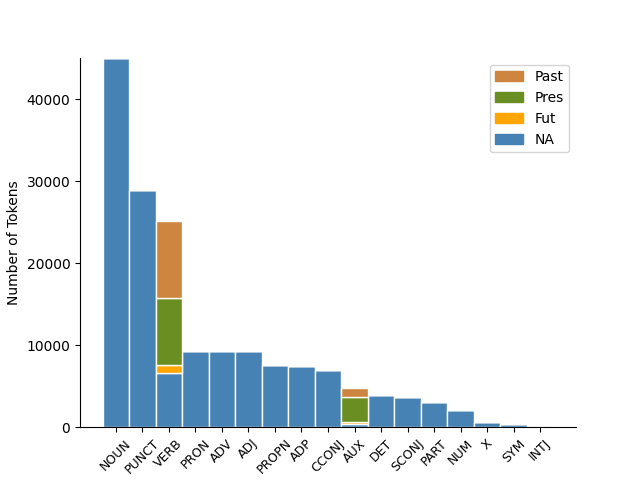 Past
Pres
Fut
NA
Number of Tokens
40000
30000
20000
10000
0
NOUN
PUNCT
VERB
PRON
ADV
ADJ
PROPN
ADP
CCONJ
AUX
DET
SCONJ
PART
NUM
X
SYM
INTJ